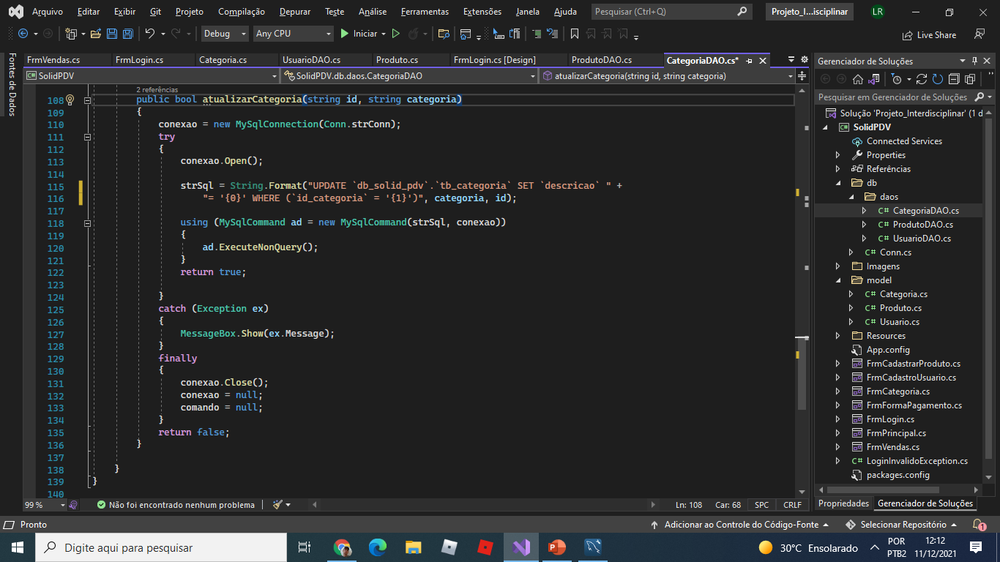 Arquivo Editar Exibir Git Projeto Compilação Depurar Teste Análise Ferramentas Extensões Janela Ajuda Pesquisar (Ctrl+Q) Projeto_I...isciplinar LR
Debug Any CPU Iniciar Live Share
Fontes de Dados
FrmVendas.cs FrmLogin.cs Categoria.cs UsuarioDAO.cs Produto.cs FrmLogin.cs [Design] ProdutoDAO.cs CategoriaDAO.cs*
SolidPDV SolidPDV.db.daos.CategoriaDAO atualizarCategoria(string id, string categoria)
2 referências
108 public bool atualizarCategoria(string id, string categoria)
109 {
110 conexao = new MySqlConnection(Conn.strConn);
111 try
112 {
113 conexao.Open();
114
115 strSql = String.Format("UPDATE `db_solid_pdv`.`tb_categoria` SET `descricao` " +
116 "= '{0}' WHERE (`id_categoria` = '{1}')", categoria, id);
117
118 using (MySqlCommand ad = new MySqlCommand(strSql, conexao))
119 {
120 ad.ExecuteNonQuery();
121 }
122 return true;
123
124 }
125 catch (Exception ex)
126 {
127 MessageBox.Show(ex.Message);
128 }
129 finally
130 {
131 conexao.Close();
132 conexao = null;
133 comando = null;
134 }
135 return false;
136 }
137
138 }
139 }
140
99 % Não foi encontrado nenhum problema Ln: 108 Car: 68 SPC CRLF
Gerenciador de Soluções
Pesquisar em Gerenciador de Soluções
Solução 'Projeto_Interdisciplinar' (1 d
SolidPDV
Connected Services
Properties
Referências
db
daos
CategoriaDAO.cs
ProdutoDAO.cs
UsuarioDAO.cs
Conn.cs
Imagens
model
Categoria.cs
Produto.cs
Usuario.cs
Resources
App.config
FrmCadastrarProduto.cs
FrmCadastroUsuario.cs
FrmCategoria.cs
FrmFormaPagamento.cs
FrmLogin.cs
FrmPrincipal.cs
FrmVendas.cs
LoginInvalidoException.cs
packages.config
Propriedades Gerenciador de Soluções
Pronto Adicionar ao Controle do Código-Fonte Selecionar Repositório 1
Digite aqui para pesquisar 30°C Ensolarado POR PTB2 12:12 11/12/2021